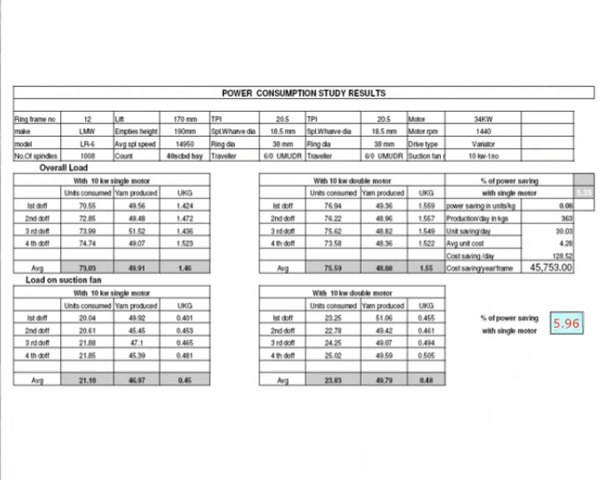 POWER CONSUMPTION STUDY RESULTS
Ring frame no 12 Lift 170 mm TPI 20.5 TPI 20.5 Motor 34KW
make LMW Empties height 190mm Spl.Wharve dia 18.5 mm Spl.Wharve dia 18.5 mm Motor rpm 1440
model LR-6 Avg spl speed 14950 Ring dia 38 mm Ring dia 38 mm Drive type Variator
No.Of spindles 1008 Count 40scbd hsy Traveller 6/0 UMUDR Traveller 6/0 UMUDR Suction fan 10 kw-1no
Overall Load
With 10 kw single motor With 10 kw double motor % of power saving
Units consumed Yarn produced UKG Units consumed Yarn produced UKG with single motor 5.35
Ist doff 70.55 49.56 1.424 Ist doff 76.94 49.36 1.559 power saving in units/kg 0.08
2nd doff 72.85 49.48 1.472 2nd doff 76.22 48.96 1.557 Production/day in kgs 363
3 rd doff 73.99 51.52 1.436 3 rd doff 75.62 48.82 1.549 Unit saving/day 30.03
4 th doff 74.74 49.07 1.523 4 th doff 73.58 48.36 1.522 Avg unit cost 4.28
Cost saving /day 128.52
Avg 73.03 49.91 1.46 Avg 75.59 48.88 1.55 Cost saving/year/frame 45,753.00
Load on suction fan
With 10 kw single motor With 10 kw double motor
Units consumed Yarn produced UKG Units consumed Yarn produced UKG
Ist doff 20.04 49.92 0.401 Ist doff 23.25 51.06 0.455 % of power saving 5.96
2nd doff 20.61 45.45 0.453 2nd doff 22.78 49.42 0.461 with single motor
3 rd doff 21.88 47.1 0.465 3 rd doff 24.25 49.07 0.494
4 th doff 21.85 45.39 0.481 4 th doff 25.02 49.59 0.505
Avg 21.10 46.97 0.45 Avg 23.83 49.79 0.48